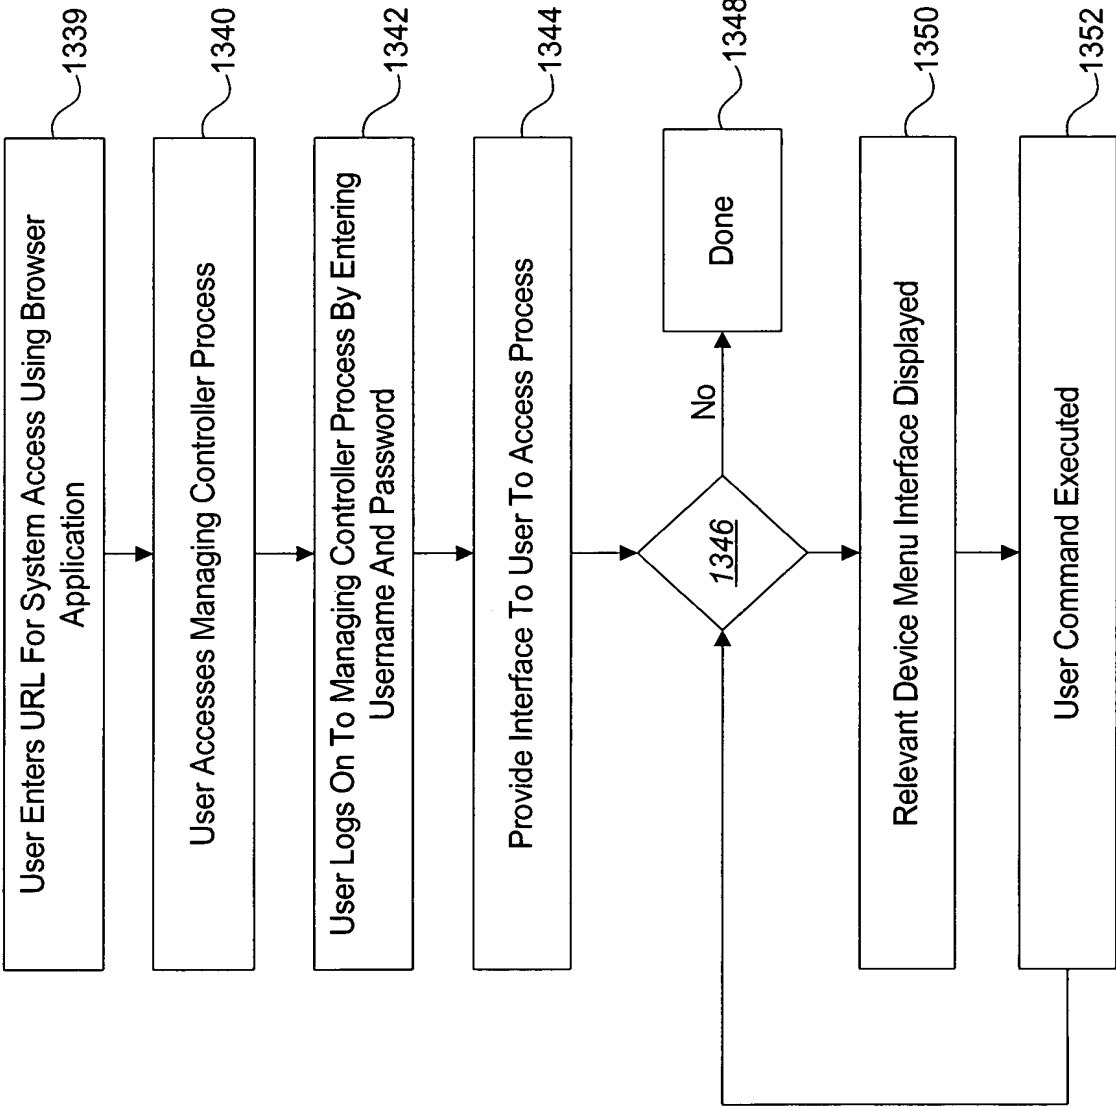 User Enters URL For System Access Using Browser
Application
1339
User Accesses Managing Controller Process
1340
User Logs On To Managing Controller Process By Entering
Username And Password
1342
Provide Interface To User To Access Process
1344
1346
No
Done
1348
Relevant Device Menu Interface Displayed
1350
User Command Executed
1352